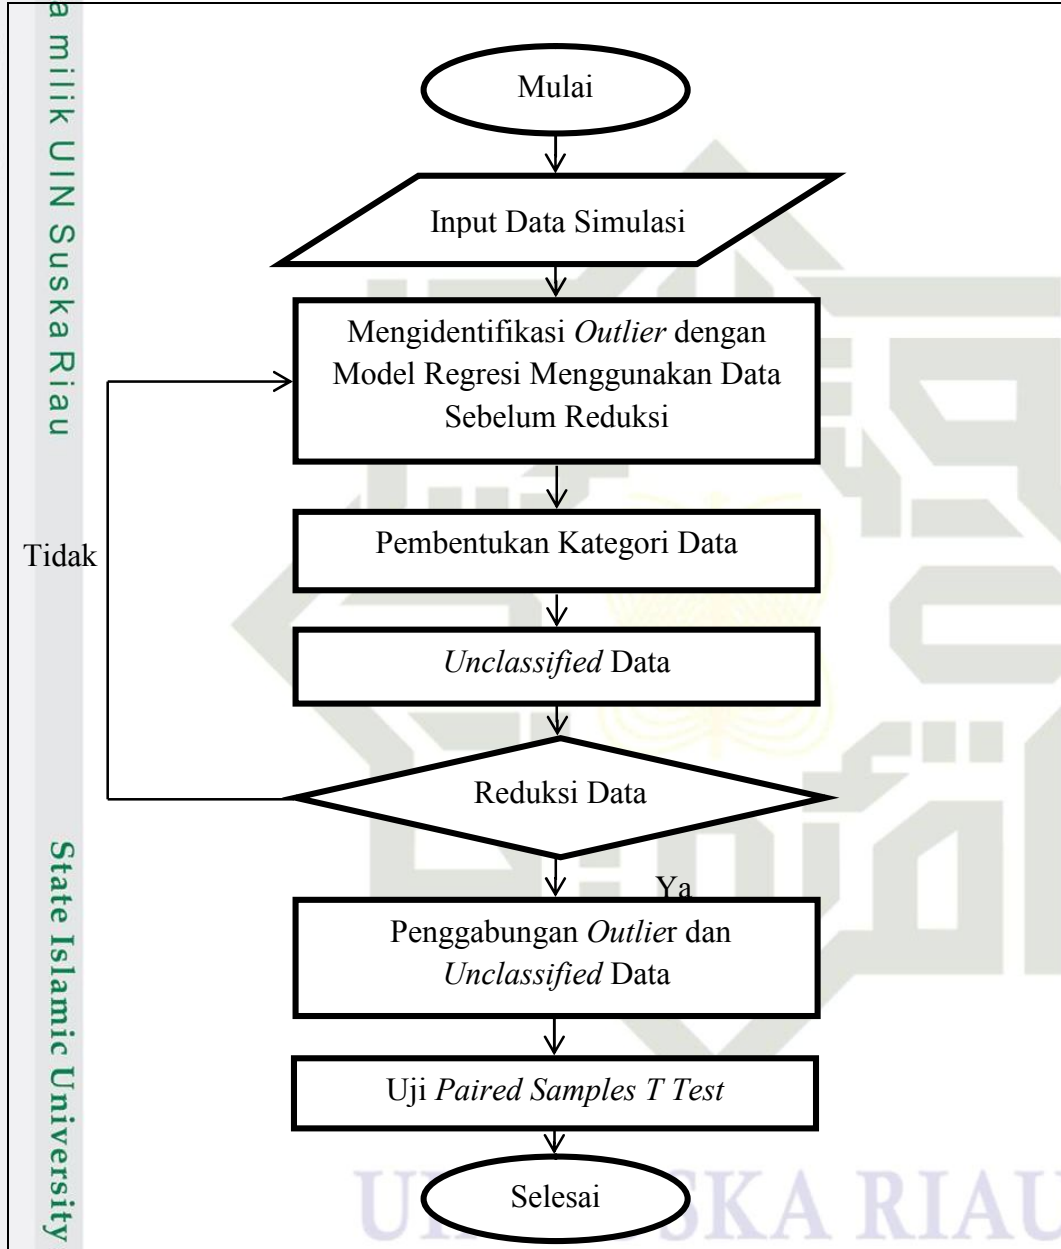 a milik UIN Suska Riau
Mulai
Input Data Simulasi
Mengidentifikasi Outlier dengan
Model Regresi Menggunakan Data
Sebelum Reduksi
Pembentukan Kategori Data
Tidak
Unclassified Data
Reduksi Data
Ya
Penggabungan Outlier dan
Unclassified Data
Uji Paired Samples T Test
Selesai
State Islamic University
SKA RIAU